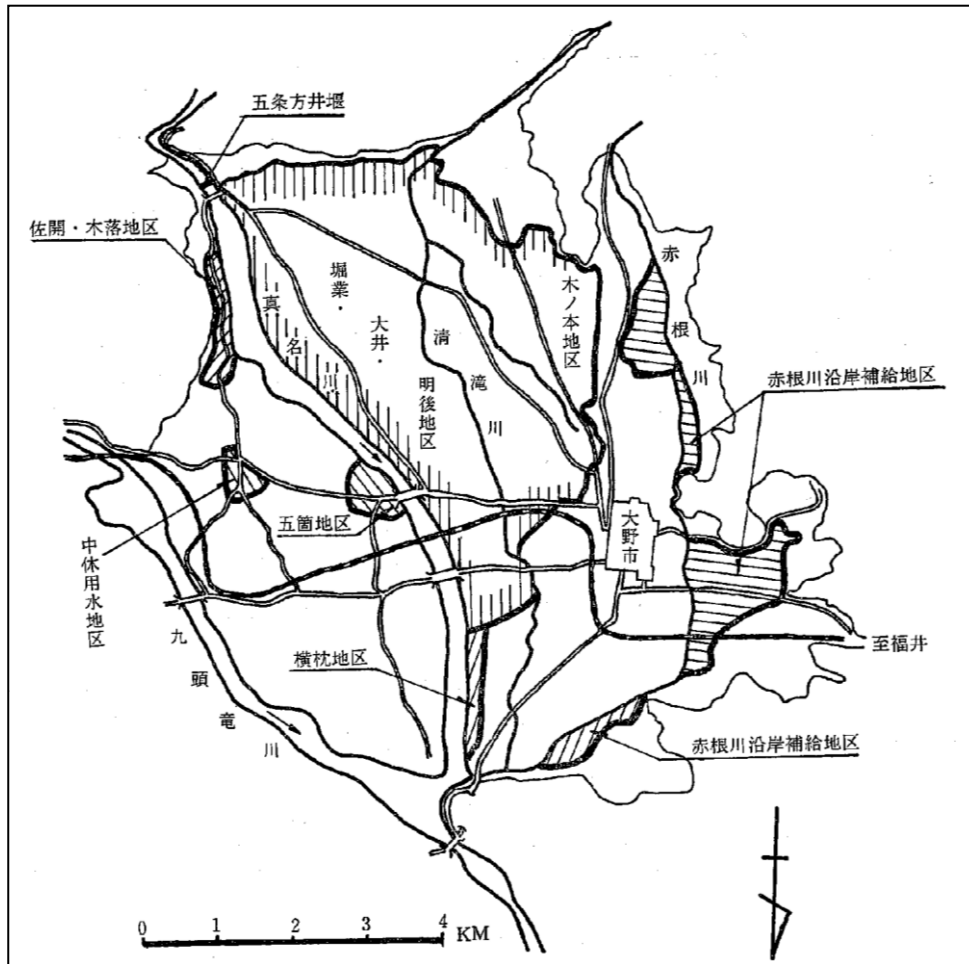 五条方井堰
佐開・木落地区
真名川
堀業・
大井・
明後地区
清滝川
木ノ本地区
赤根川
赤根川沿岸補給地区
大野市
五箇地区
中休用水地区
九頭竜川
横枕地区
至福井
赤根川沿岸補給地区
0 1 2 3 4 KM